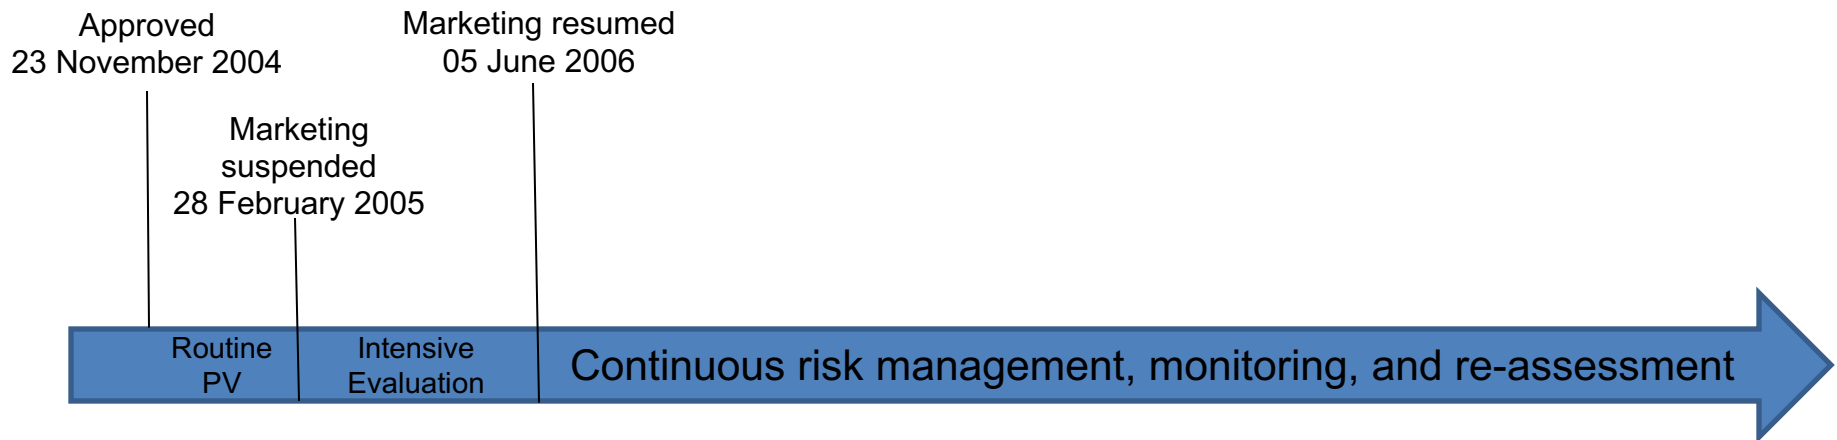 Approved
23 November 2004
Marketing resumed
05 June 2006
Marketing
suspended
28 February 2005
Routine
PV
Intensive
Evaluation
Continuous risk management, monitoring, and re-assessment